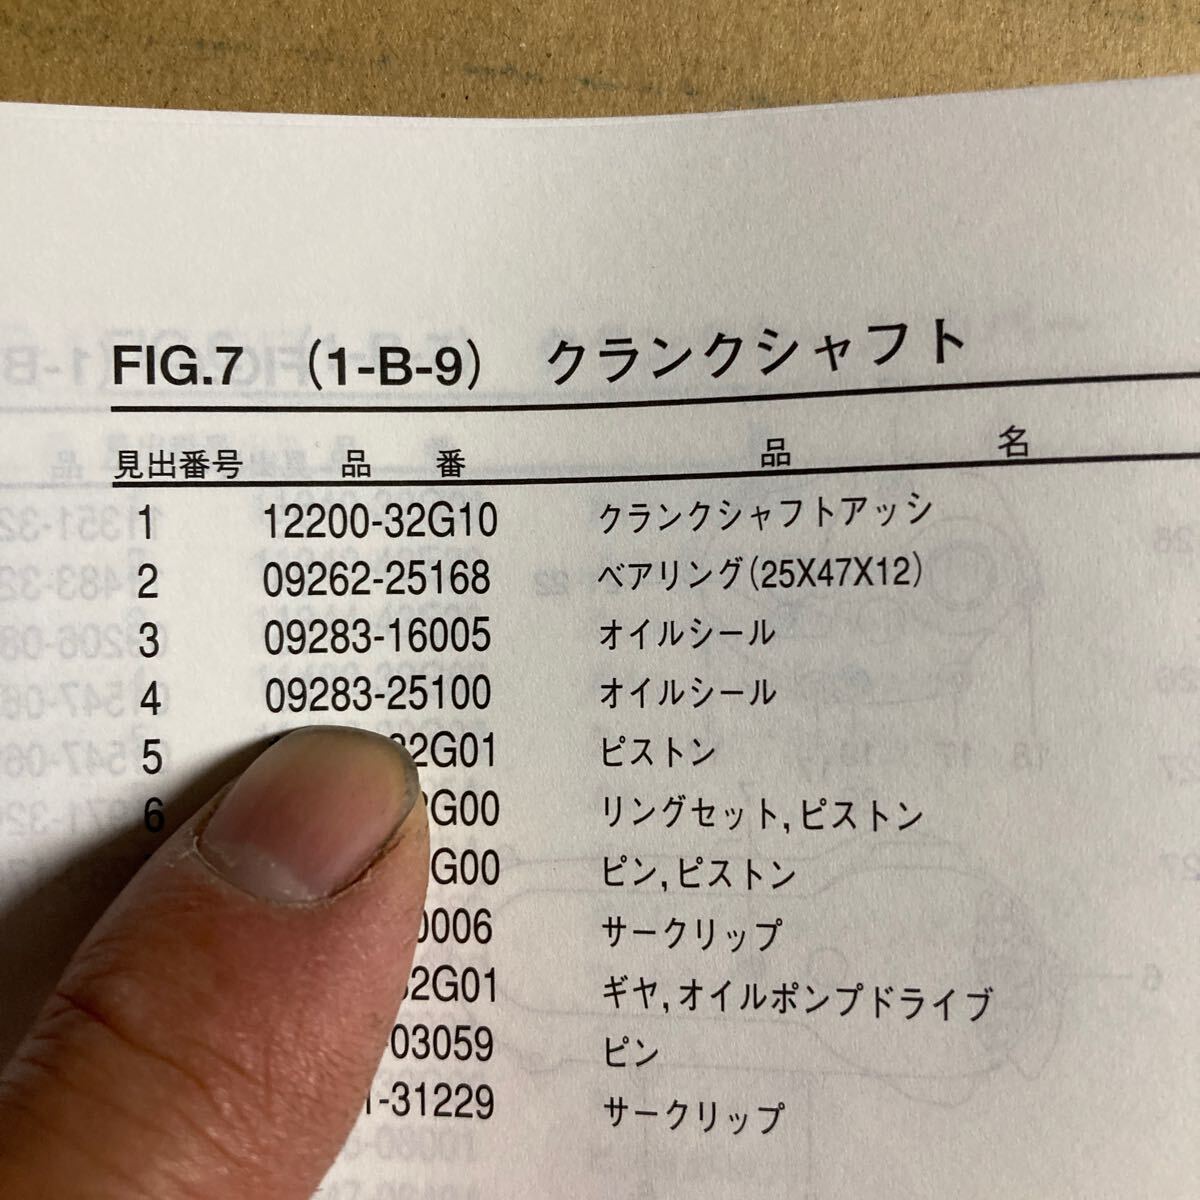 FIG.7 (1-B-9) クランクシャフト
見出番号 品 番 品 名
1 12200-32G10 クランクシャフトアッシ
2 09262-25168 ベアリング(25X47X12)
3 09283-16005 オイルシール
4 09283-25100 オイルシール
5 32G01 ピストン
6 G00 リングセット,ピストン
G00 ピン,ピストン
0006 サークリップ
32G01 ギヤ,オイルポンプドライブ
-03059 ピン
-31229 サークリップ